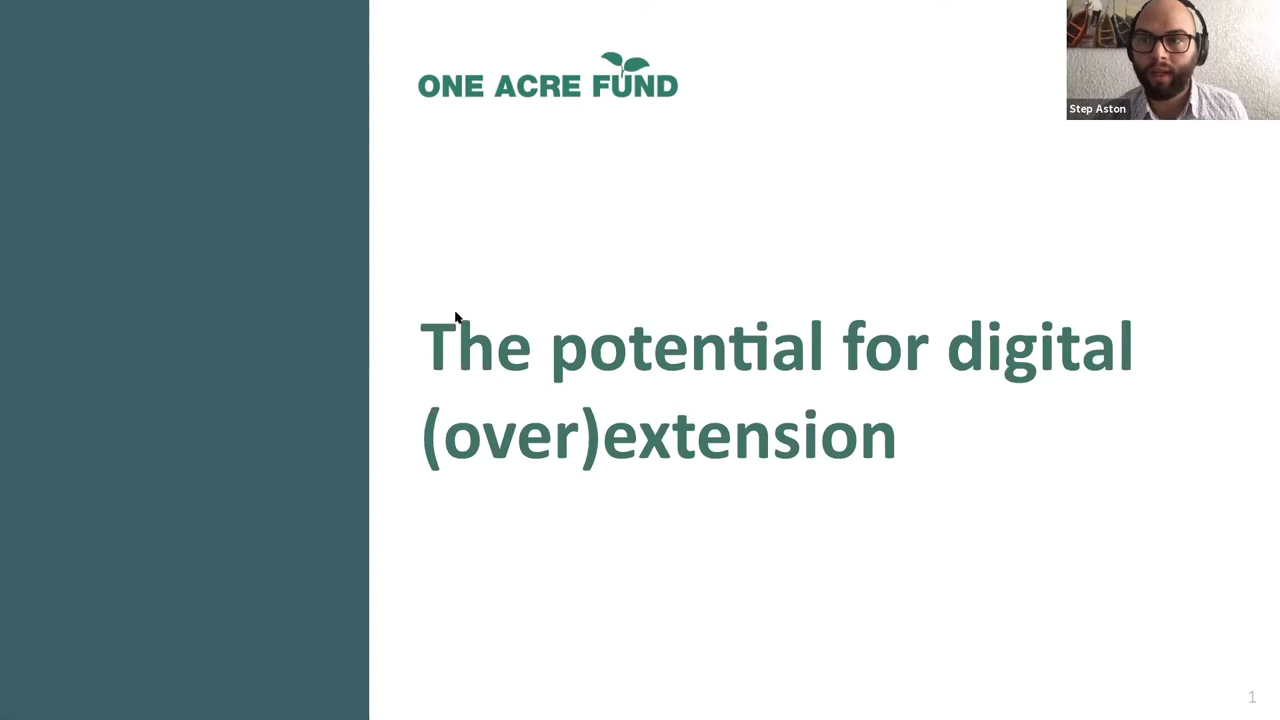 ONE ACRE FUND
Step Aston
The potential for digital
(over)extension
1